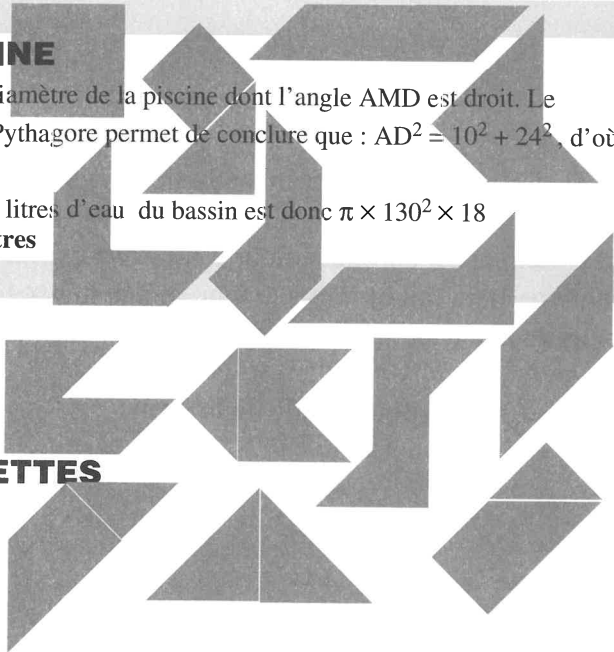 INE
iamètre de la piscine dont l'angle AMD est droit. Le
Pythagore permet de conclure que : AD² = 10² + 24², d'où
litres d'eau du bassin est donc π × 130² × 18
tres
ETTES